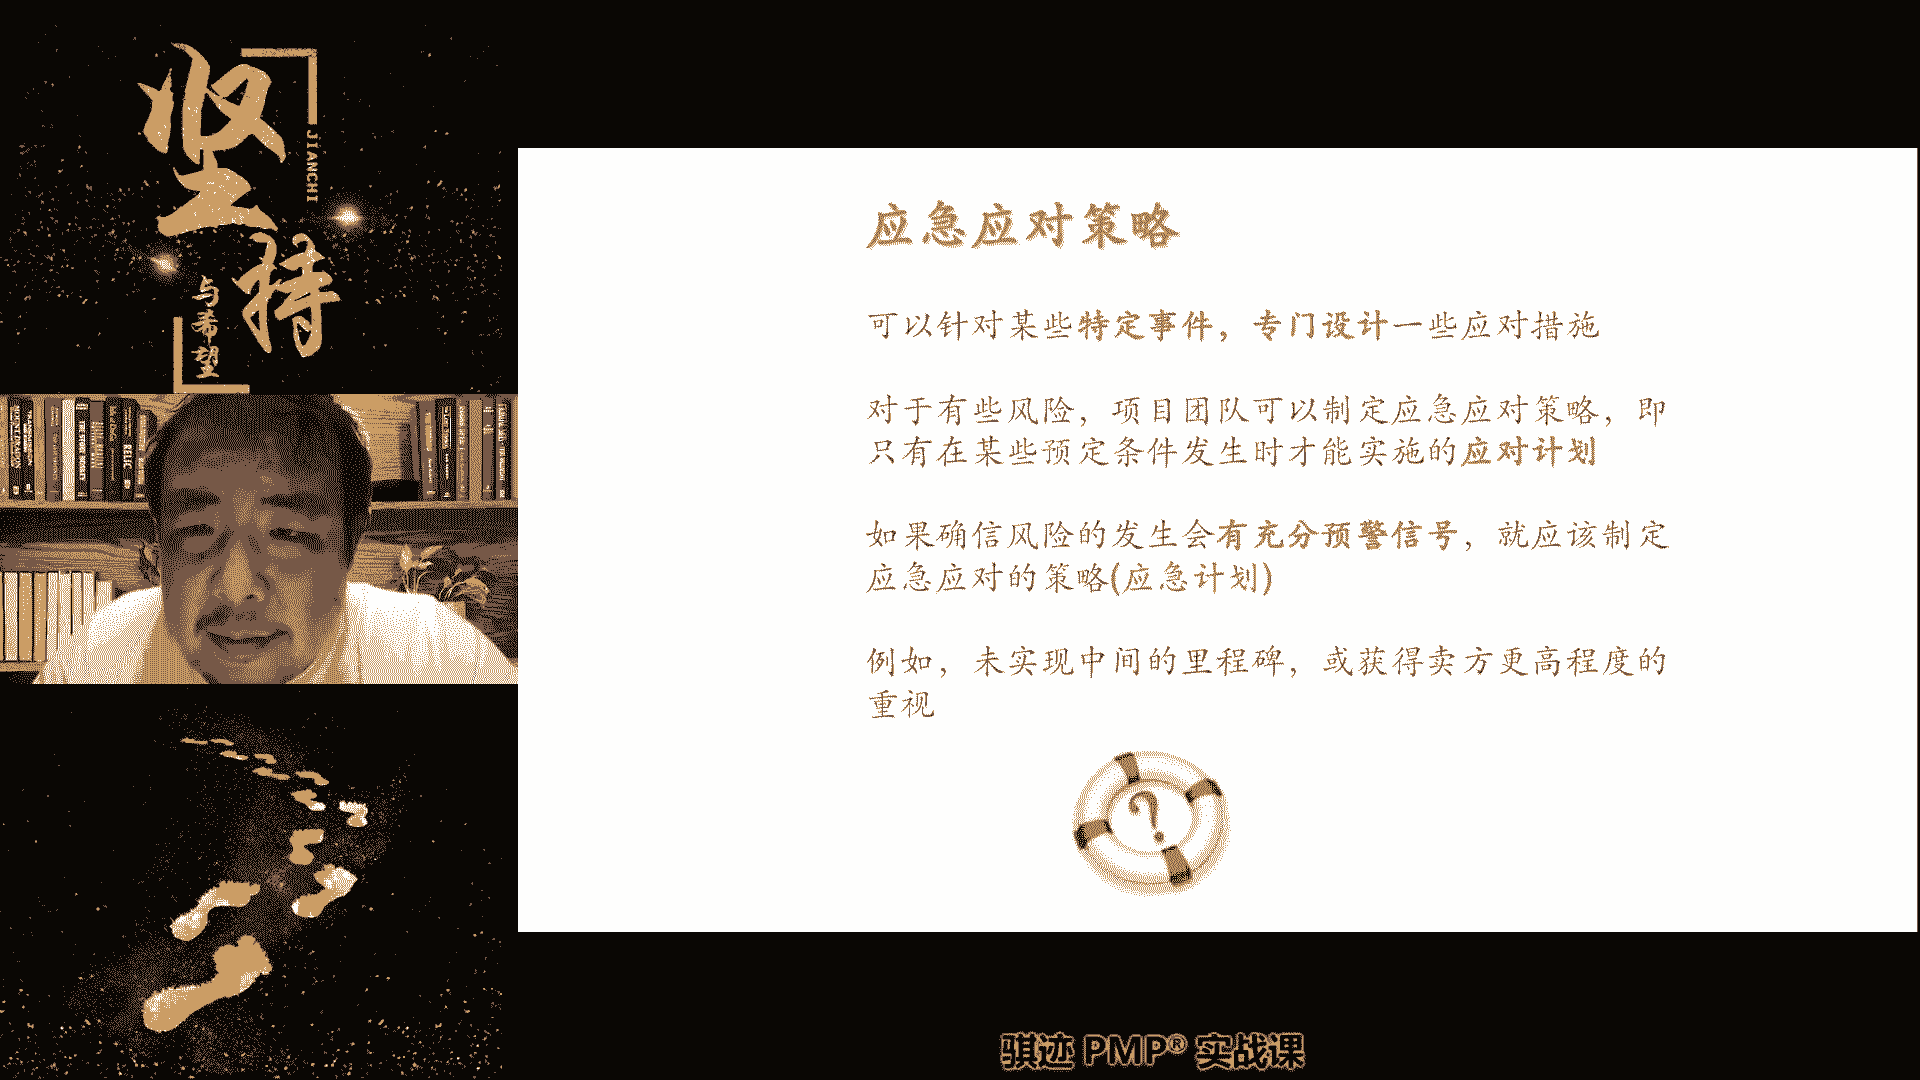 坚持
JIANCHI
与希望
应急应对策略
可以针对某些特定事件，专门设计一些应对措施
对于有些风险，项目团队可以制定应急应对策略，即
只有在某些预定条件发生时才能实施的应对计划
如果确信风险的发生会有充分预警信号，就应该制定
应急应对的策略(应急计划)
例如，未实现中间的里程碑，或获得卖方更高程度的
重视
?
骐迹 PMP® 实战课